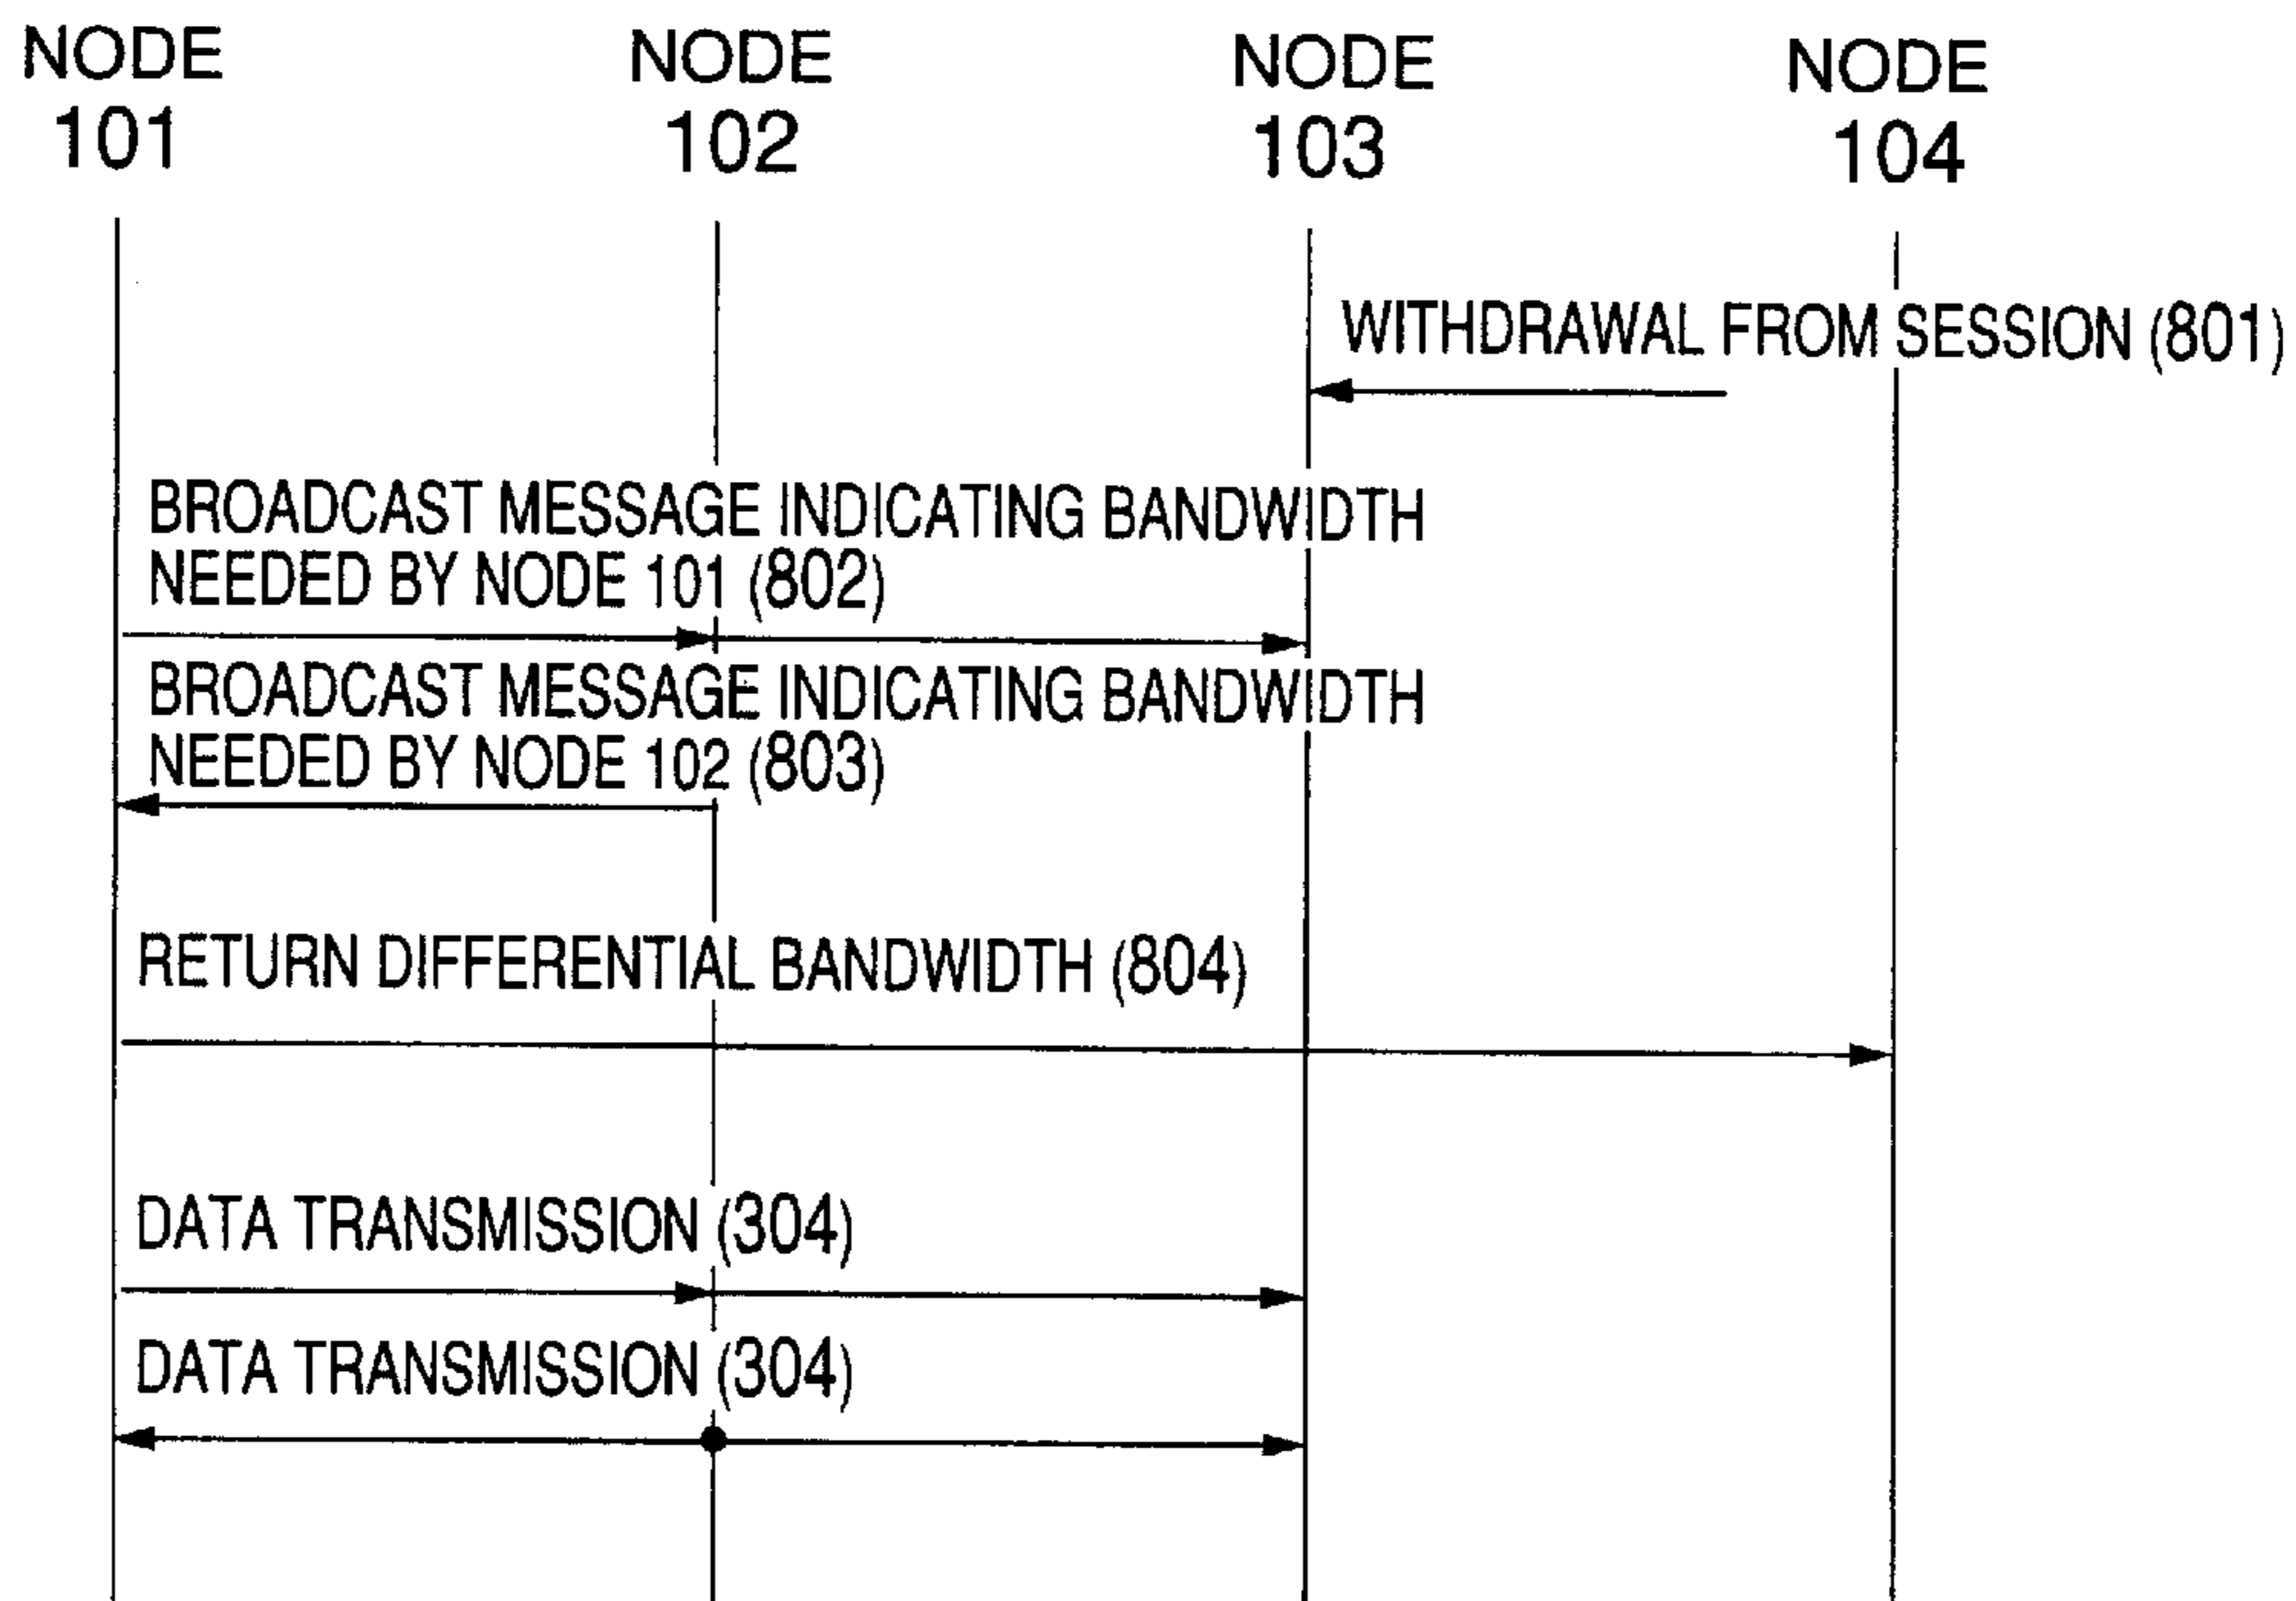 NODE
101
NODE
102
NODE
103
NODE
104
WITHDRAWAL FROM SESSION (801)
BROADCAST MESSAGE INDICATING BANDWIDTH
NEEDED BY NODE 101 (802)
BROADCAST MESSAGE INDICATING BANDWIDTH
NEEDED BY NODE 102 (803)
RETURN DIFFERENTIAL BANDWIDTH (804)
DATA TRANSMISSION (304)
DATA TRANSMISSION (304)